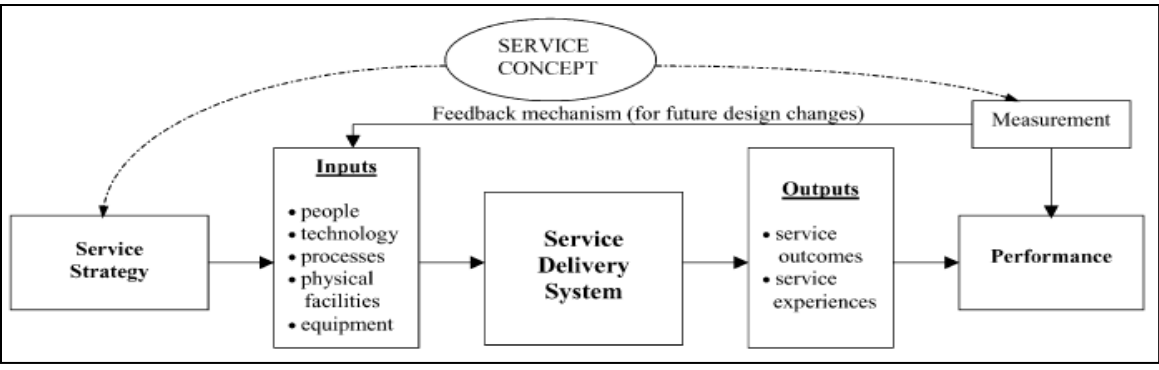 SERVICE
CONCEPT
Feedback mechanism (for future design changes)
Measurement
Service
Strategy
Inputs
• people
• technology
• processes
• physical
facilities
• equipment
Service
Delivery
System
Outputs
• service
outcomes
• service
experiences
Performance